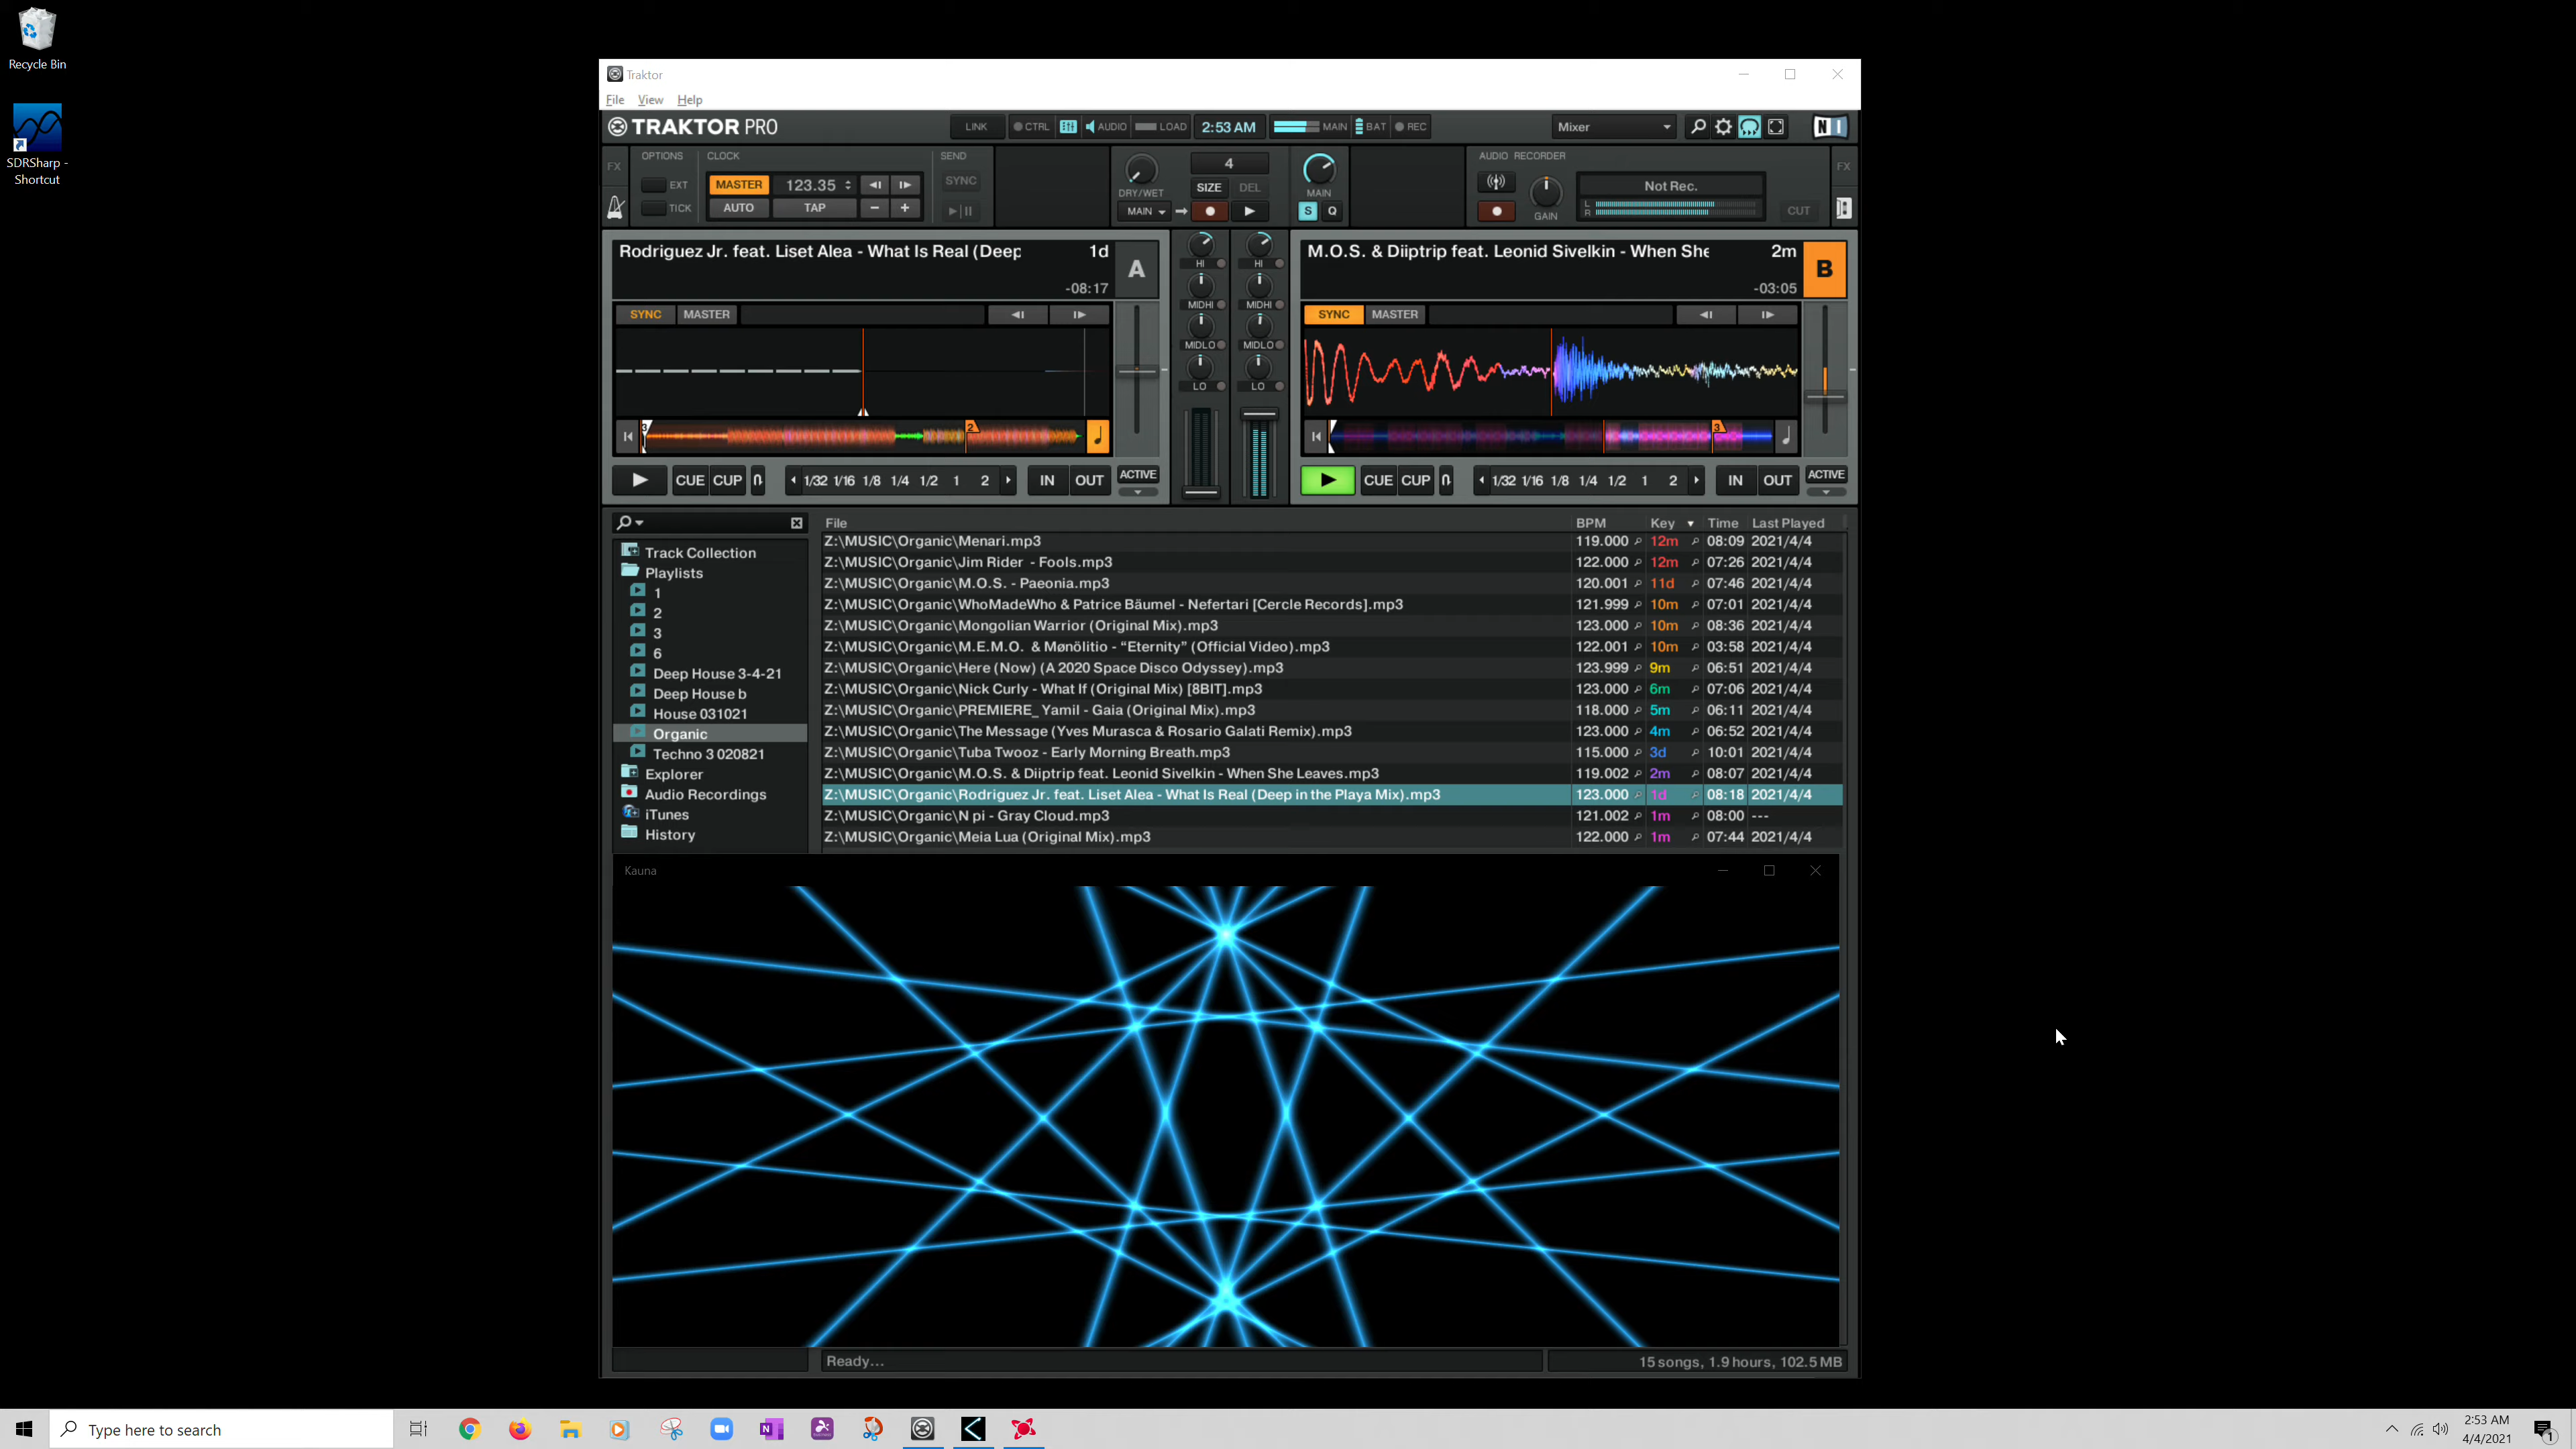 Recycle Bin
SDRSharp -
Shortcut
Traktor
File View Help
TRAKTOR PRO
LINK CTRL AUDIO LOAD 2:53 AM MAIN BAT REC Mixer
FX OPTIONS CLOCK SEND DRY/WET 4 MAIN AUDIO RECORDER FX
EXT MASTER 123.35 SYNC SIZE DEL Not Rec.
TICK AUTO TAP − + MAIN S Q L R GAIN CUT
Rodriguez Jr. feat. Liset Alea - What Is Real (Deep 1d A
-08:17
SYNC MASTER
3 2
CUE CUP 1/32 1/16 1/8 1/4 1/2 1 2 IN OUT ACTIVE
HI HI
MIDHI MIDHI
MIDLO MIDLO
LO LO
M.O.S. & Diiptrip feat. Leonid Sivelkin - When She 2m B
-03:05
SYNC MASTER
3
CUE CUP 1/32 1/16 1/8 1/4 1/2 1 2 IN OUT ACTIVE
Track Collection
Playlists
1
2
3
6
Deep House 3-4-21
Deep House b
House 031021
Organic
Techno 3 020821
Explorer
Audio Recordings
iTunes
History
File BPM Key Time Last Played
Z:\MUSIC\Organic\Menari.mp3 119.000 12m 08:09 2021/4/4
Z:\MUSIC\Organic\Jim Rider  - Fools.mp3 122.000 12m 07:26 2021/4/4
Z:\MUSIC\Organic\M.O.S. - Paeonia.mp3 120.001 11d 07:46 2021/4/4
Z:\MUSIC\Organic\WhoMadeWho & Patrice Bäumel - Nefertari [Cercle Records].mp3 121.999 10m 07:01 2021/4/4
Z:\MUSIC\Organic\Mongolian Warrior (Original Mix).mp3 123.000 10m 08:36 2021/4/4
Z:\MUSIC\Organic\M.E.M.O.  & Mønölitio - “Eternity” (Official Video).mp3 122.001 10m 03:58 2021/4/4
Z:\MUSIC\Organic\Here (Now) (A 2020 Space Disco Odyssey).mp3 123.999 9m 06:51 2021/4/4
Z:\MUSIC\Organic\Nick Curly - What If (Original Mix) [8BIT].mp3 123.000 6m 07:06 2021/4/4
Z:\MUSIC\Organic\PREMIERE_ Yamil - Gaia (Original Mix).mp3 118.000 5m 06:11 2021/4/4
Z:\MUSIC\Organic\The Message (Yves Murasca & Rosario Galati Remix).mp3 123.000 4m 06:52 2021/4/4
Z:\MUSIC\Organic\Tuba Twooz - Early Morning Breath.mp3 115.000 3d 10:01 2021/4/4
Z:\MUSIC\Organic\M.O.S. & Diiptrip feat. Leonid Sivelkin - When She Leaves.mp3 119.002 2m 08:07 2021/4/4
Z:\MUSIC\Organic\Rodriguez Jr. feat. Liset Alea - What Is Real (Deep in the Playa Mix).mp3 123.000 1d 08:18 2021/4/4
Z:\MUSIC\Organic\N pi - Gray Cloud.mp3 121.002 1m 08:00 ---
Z:\MUSIC\Organic\Meia Lua (Original Mix).mp3 122.000 1m 07:44 2021/4/4
Kauna
Ready... 15 songs, 1.9 hours, 102.5 MB
Type here to search
2:53 AM
4/4/2021
1